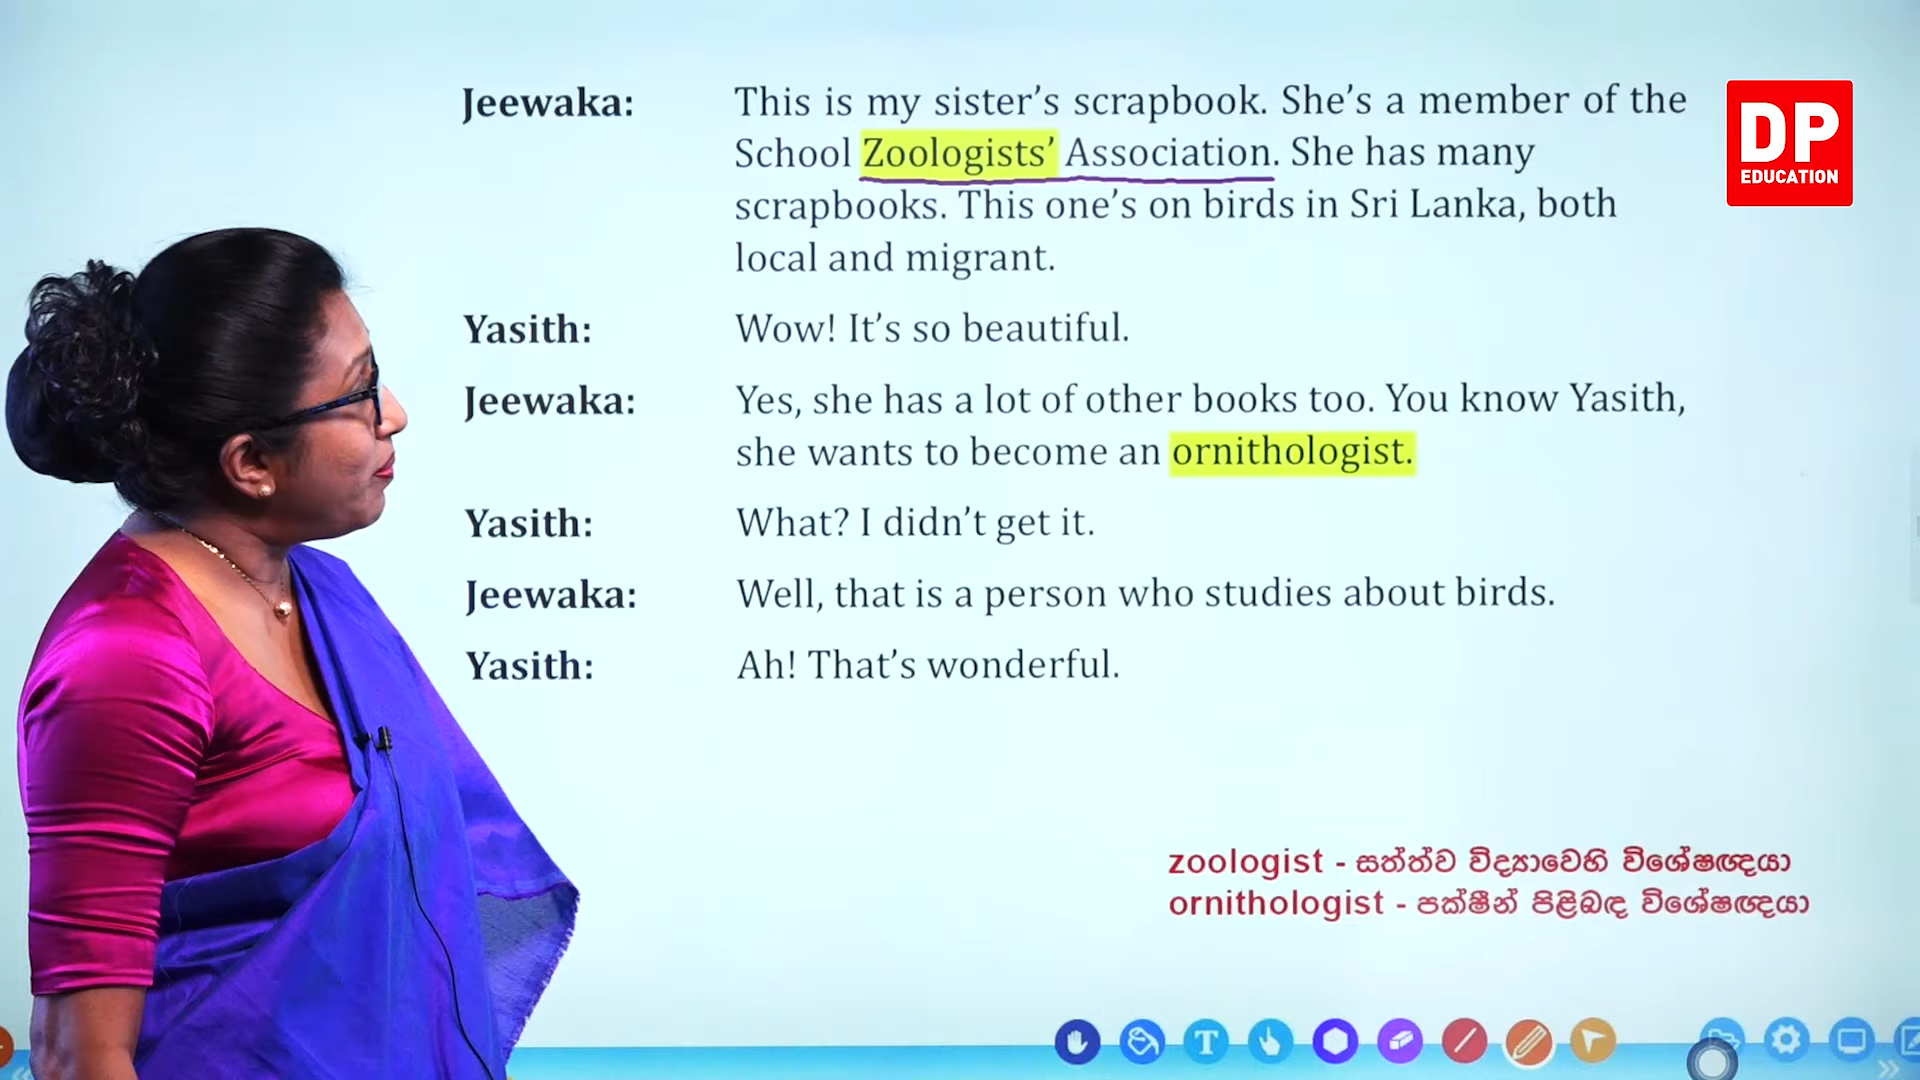 Jeewaka: This is my sister’s scrapbook. She’s a member of the
School Zoologists’ Association. She has many
scrapbooks. This one’s on birds in Sri Lanka, both
local and migrant.
Yasith: Wow! It’s so beautiful.
Jeewaka: Yes, she has a lot of other books too. You know Yasith,
she wants to become an ornithologist.
Yasith: What? I didn’t get it.
Jeewaka: Well, that is a person who studies about birds.
Yasith: Ah! That’s wonderful.
DP
EDUCATION
zoologist - සත්ත්ව විද්‍යාවෙහි විශේෂඥයා
ornithologist - පක්ෂීන් පිළිබඳ විශේෂඥයා
T